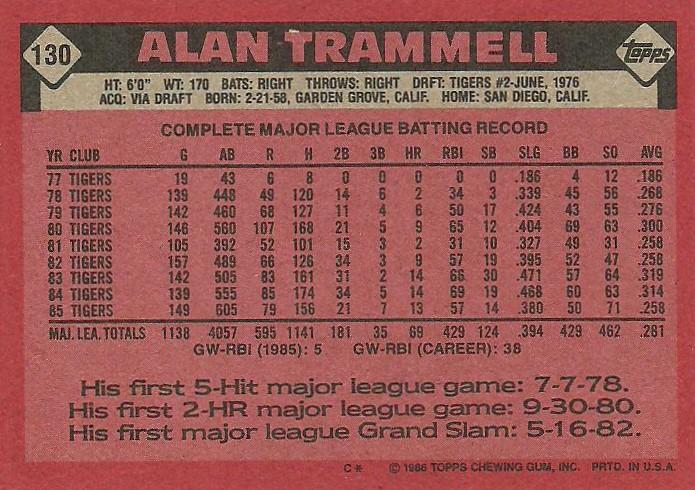 130 ALAN TRAMMELL topps
HT: 6'0" WT: 170 BATS: RIGHT THROWS: RIGHT DRFT: TIGERS #2-JUNE, 1976
ACQ: VIA DRAFT BORN: 2-21-58, GARDEN GROVE, CALIF. HOME: SAN DIEGO, CALIF.
COMPLETE MAJOR LEAGUE BATTING RECORD
YR CLUB G AB R H 2B 3B HR RBI SB SLG BB SO AVG
77 TIGERS 19 43 6 8 0 0 0 0 0 .186 4 12 .186
78 TIGERS 139 448 49 120 14 6 2 34 3 .339 45 56 .268
79 TIGERS 142 460 68 127 11 4 6 50 17 .424 43 55 .276
80 TIGERS 146 560 107 168 21 5 9 65 12 .404 69 63 .300
81 TIGERS 105 392 52 101 15 3 2 31 10 .327 49 31 .258
82 TIGERS 157 489 66 126 34 3 9 57 19 .395 52 47 .258
83 TIGERS 142 505 83 161 31 2 14 66 30 .471 57 64 .319
84 TIGERS 139 555 85 174 34 5 14 69 19 .468 60 63 .314
85 TIGERS 149 605 79 156 21 7 13 57 14 .380 50 71 .258
MAJ. LEA. TOTALS 1138 4057 595 1141 181 35 69 429 124 .394 429 462 .281
GW-RBI (1985): 5 GW-RBI (CAREER): 38
His first 5-Hit major league game: 7-7-78.
His first 2-HR major league game: 9-30-80.
His first major league Grand Slam: 5-16-82.
C* © 1986 TOPPS CHEWING GUM, INC. PRTD. IN U.S.A.